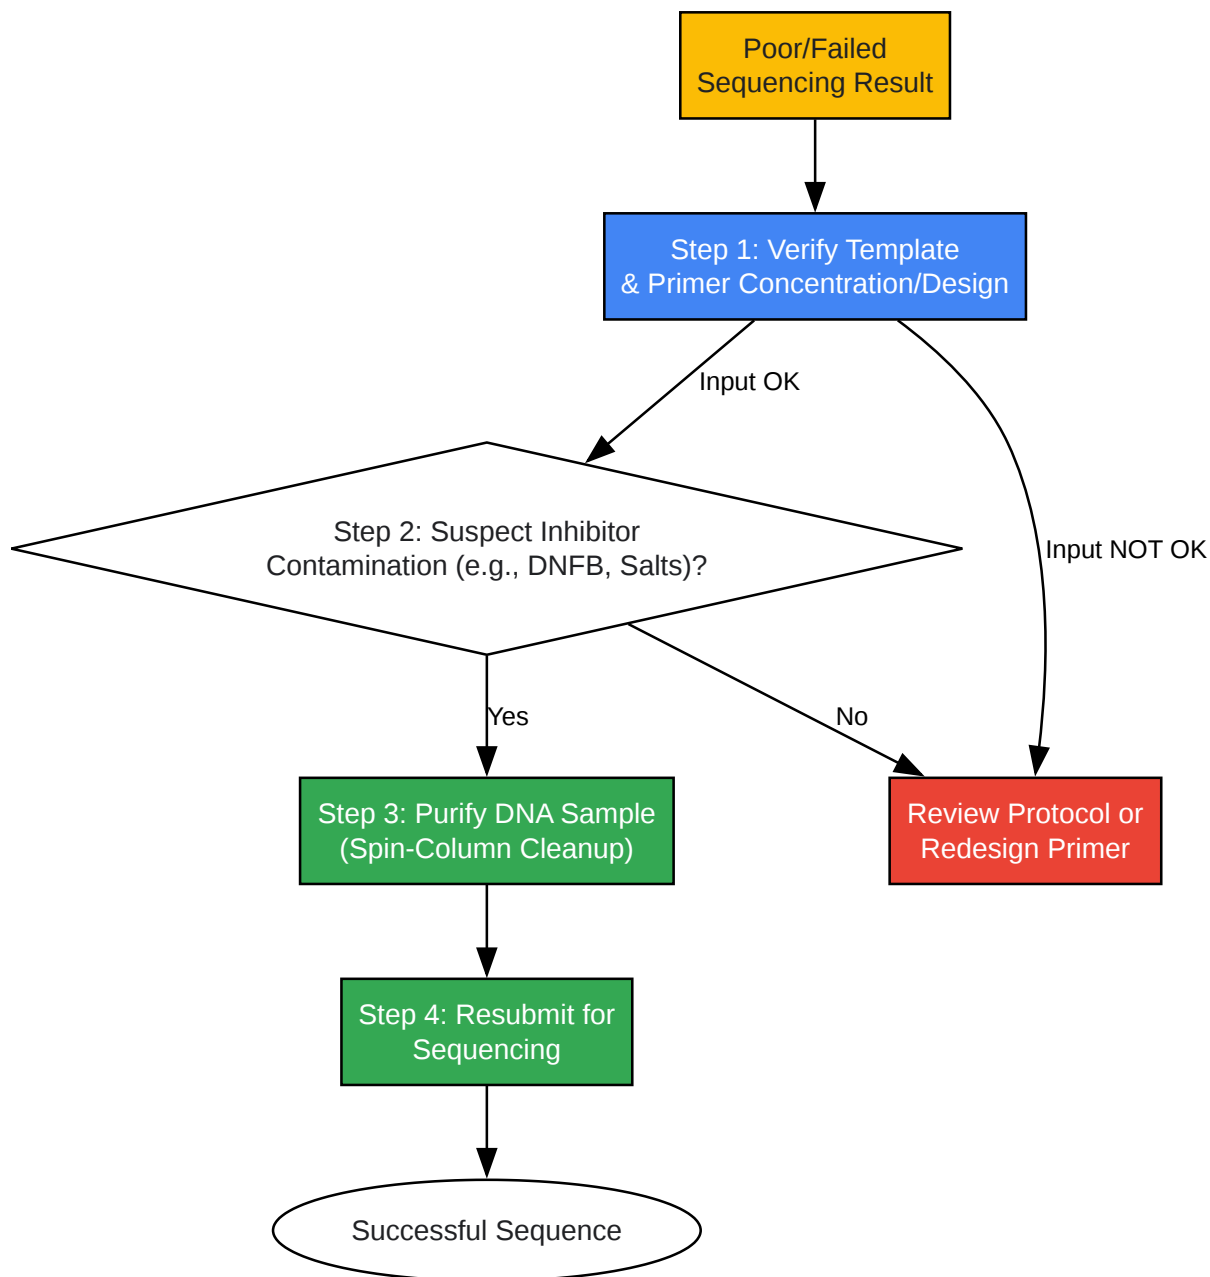 Poor/Failed
Sequencing Result
Step 1: Verify Template
& Primer Concentration/Design
Input OK
Input NOT OK
Step 2: Suspect Inhibitor
Contamination (e.g., DNFB, Salts)?
Yes
No
Step 3: Purify DNA Sample
(Spin-Column Cleanup)
Review Protocol or
Redesign Primer
Step 4: Resubmit for
Sequencing
Successful Sequence